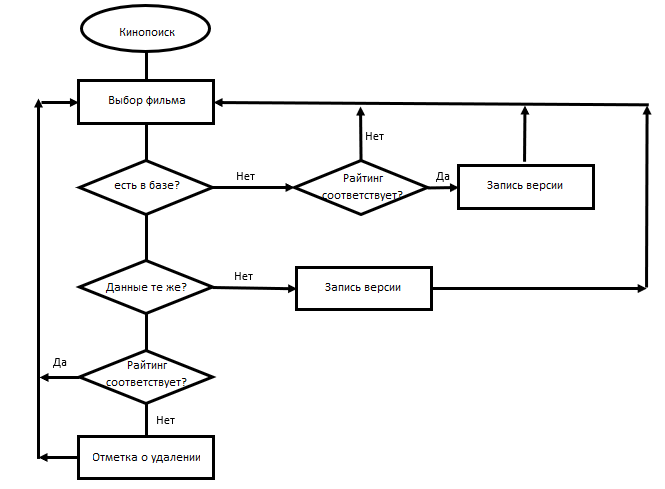 Кинопоиск
Выбор фильма
Нет
есть в базе?
Нет
Райтинг
соответствует?
Да
Запись версии
Данные те же?
Нет
Запись версии
Да
Райтинг
соответствует?
Нет
Отметка о удалении